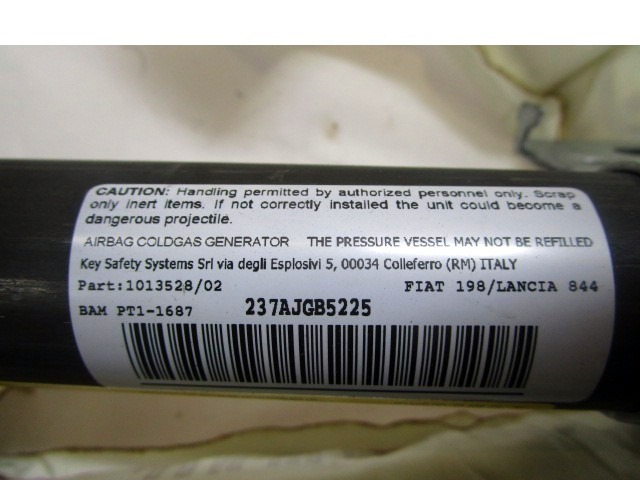 CAUTION: Handling permitted by authorized personnel only. Scrap
only inert items. If not correctly installed the unit could become a
dangerous projectile.
AIRBAG COLDGAS GENERATOR THE PRESSURE VESSEL MAY NOT BE REFILLED
Key Safety Systems Srl via degli Esplosivi 5, 00034 Colleferro (RM) ITALY
Part:1013528/02 FIAT 198/LANCIA 844
BAM PT1-1687 237AJGB5225